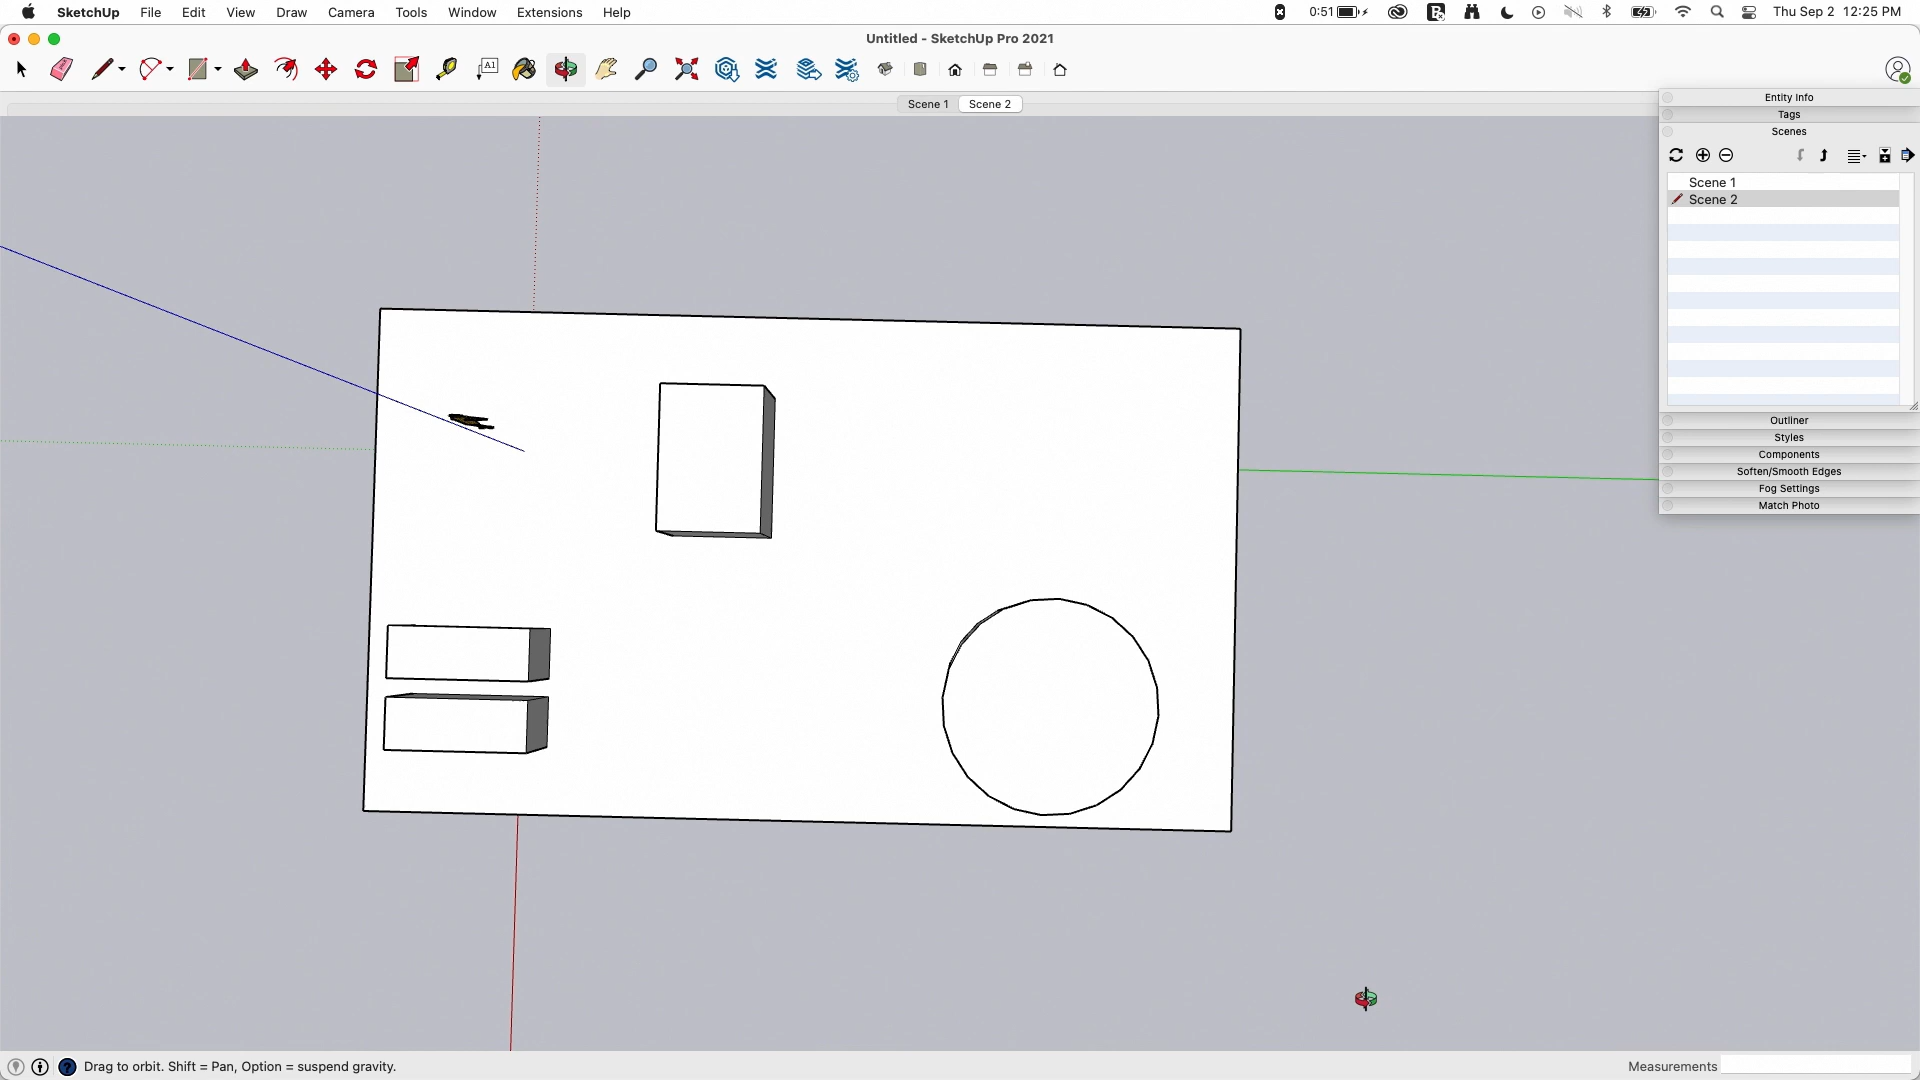 SketchUp File Edit View Draw Camera Tools Window Extensions Help 0:51 Thu Sep 2 12:25 PM
Untitled - SketchUp Pro 2021
A1
Scene 1 Scene 2
Entity Info
Tags
Scenes
Scene 1
Scene 2
Outliner
Styles
Components
Soften/Smooth Edges
Fog Settings
Match Photo
Drag to orbit. Shift = Pan, Option = suspend gravity.
Measurements